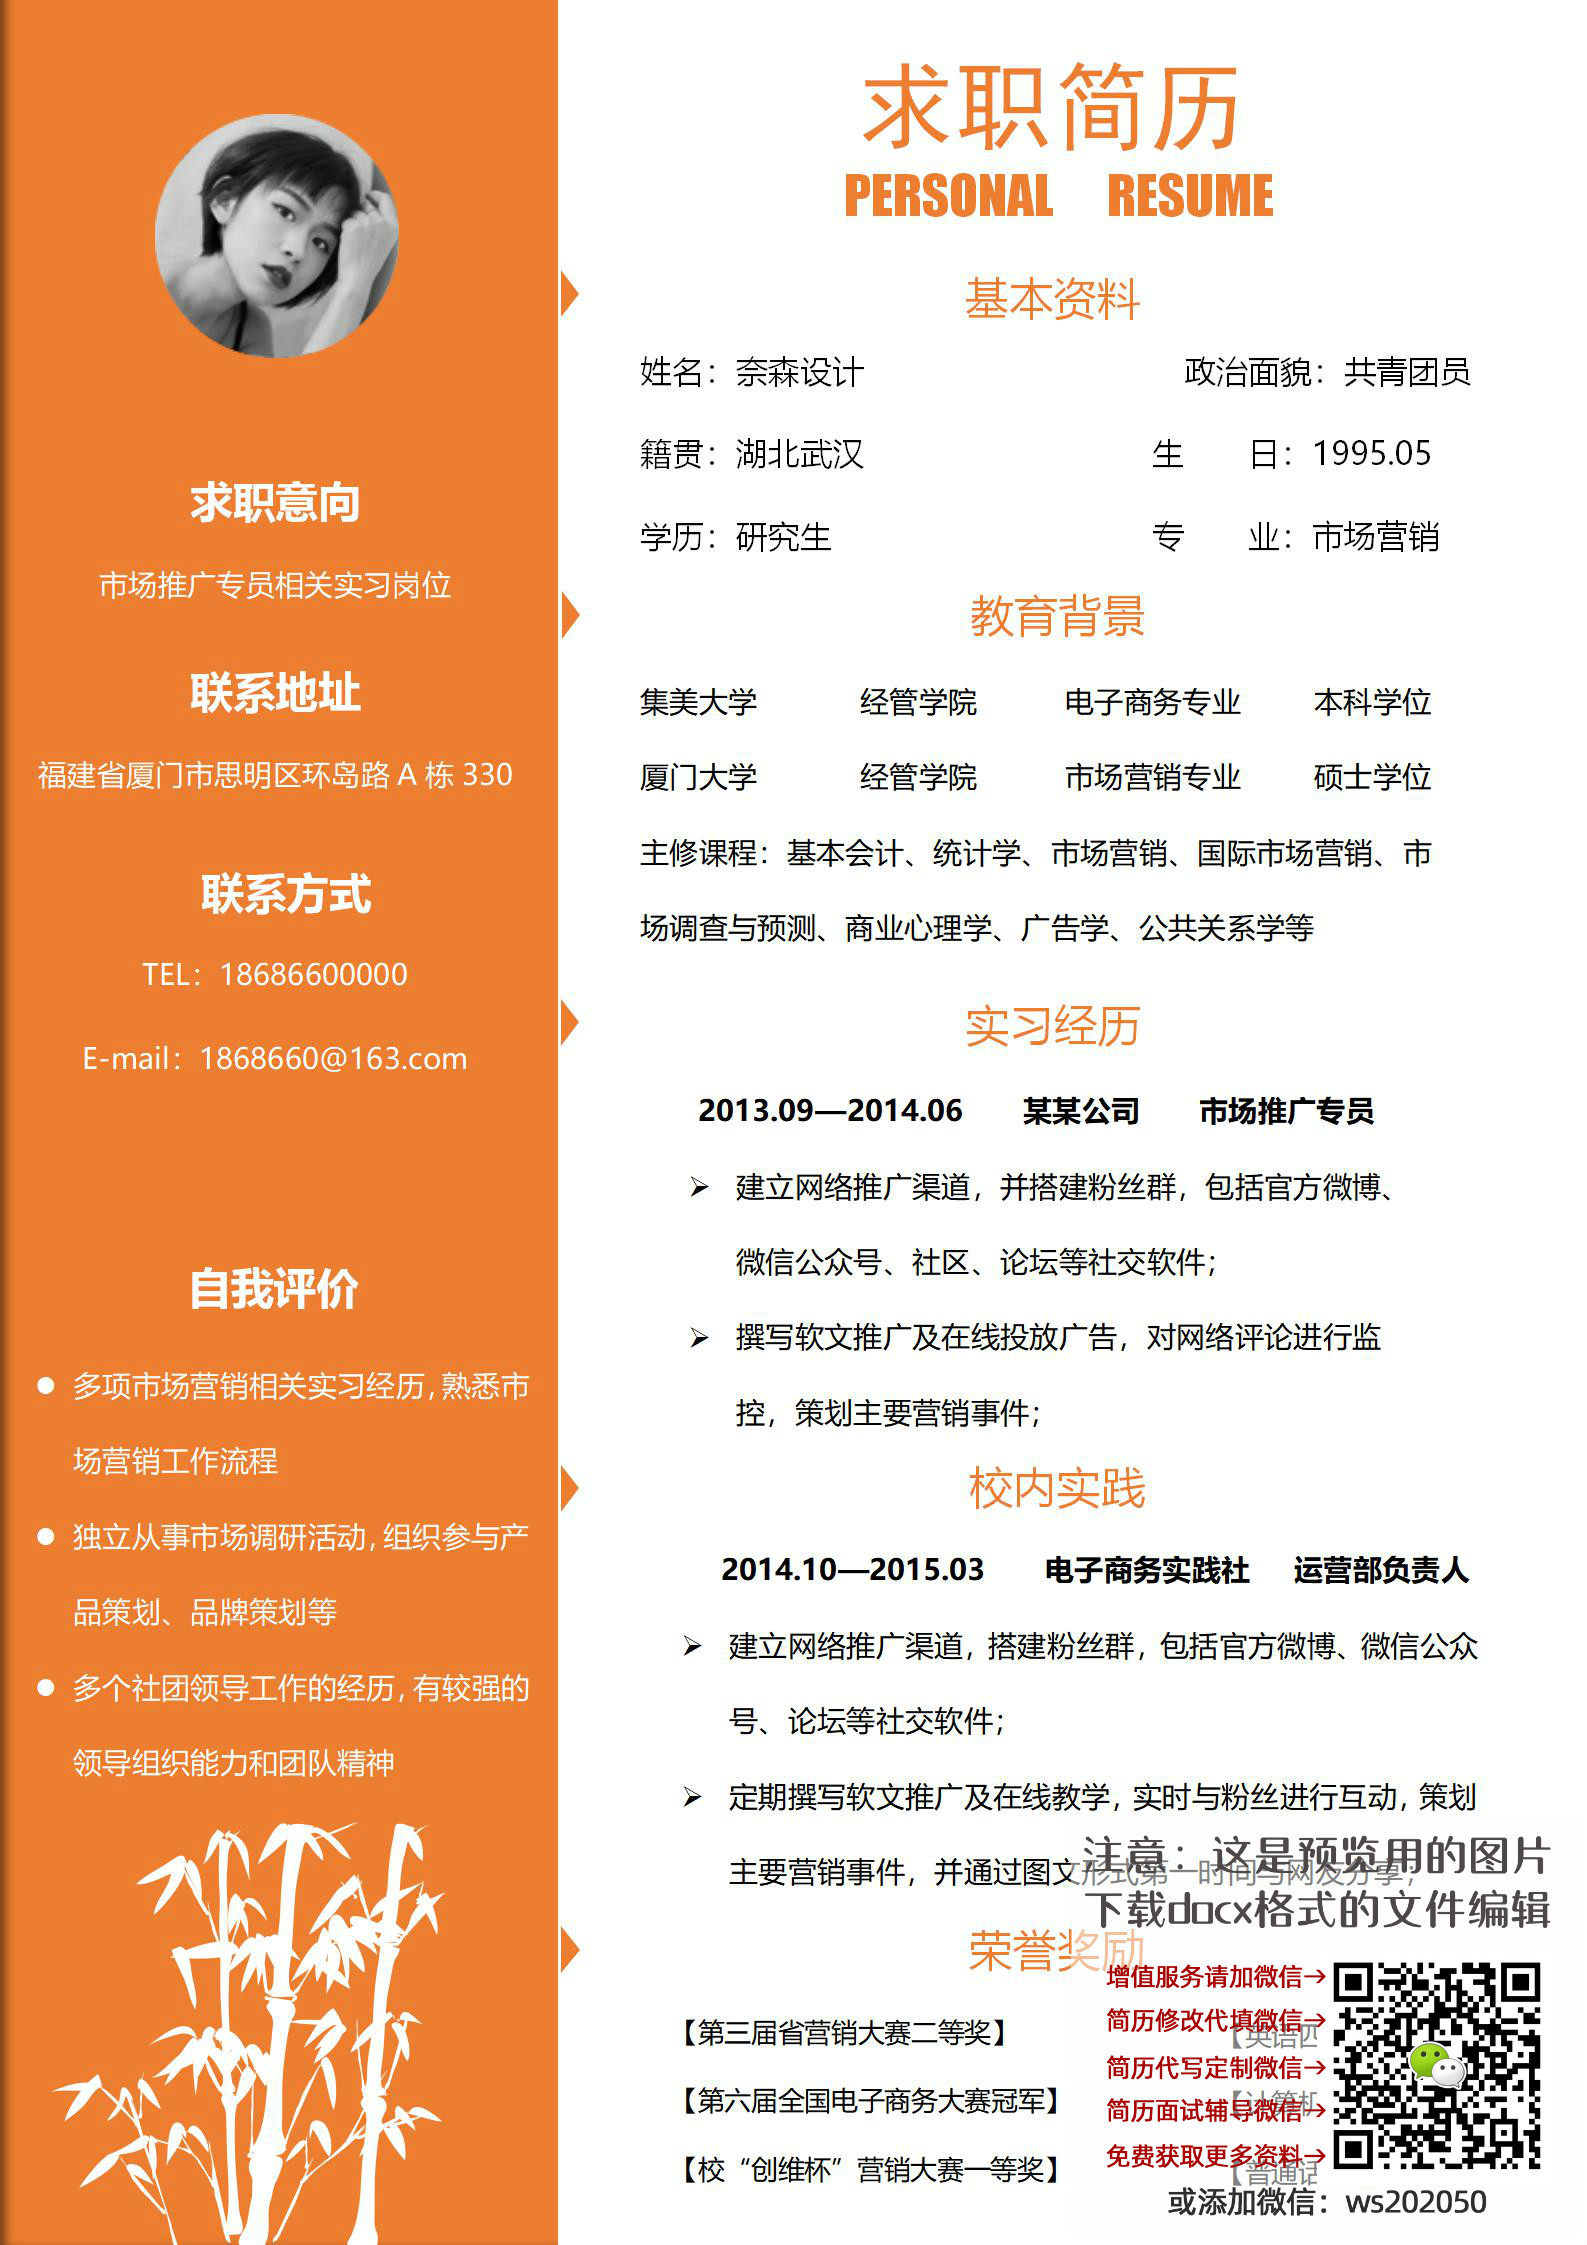 求职意向
市场推广专员相关实习岗位
联系地址
福建省厦门市思明区环岛路 A 栋 330
联系方式
TEL：18686600000
E-mail：1868660@163.com
自我评价
多项市场营销相关实习经历，熟悉市
场营销工作流程
独立从事市场调研活动，组织参与产
品策划、品牌策划等
多个社团领导工作的经历，有较强的
领导组织能力和团队精神
求职简历
PERSONAL RESUME
基本资料
姓名：奈森设计 政治面貌：共青团员
籍贯：湖北武汉 生 日：1995.05
学历：研究生 专 业：市场营销
教育背景
集美大学 经管学院 电子商务专业 本科学位
厦门大学 经管学院 市场营销专业 硕士学位
主修课程：基本会计、统计学、市场营销、国际市场营销、市
场调查与预测、商业心理学、广告学、公共关系学等
实习经历
2013.09—2014.06 某某公司 市场推广专员
➢ 建立网络推广渠道，并搭建粉丝群，包括官方微博、
微信公众号、社区、论坛等社交软件；
➢ 撰写软文推广及在线投放广告，对网络评论进行监
控，策划主要营销事件；
校内实践
2014.10—2015.03 电子商务实践社 运营部负责人
➢ 建立网络推广渠道，搭建粉丝群，包括官方微博、微信公众
号、论坛等社交软件；
➢ 定期撰写软文推广及在线教学，实时与粉丝进行互动，策划
主要营销事件，并通过图文形式第一时间与网友分享；
注意：这是预览用的图片
下载docx格式的文件编辑
荣誉奖励
【第三届省营销大赛二等奖】 【英语四
【第六届全国电子商务大赛冠军】 【计算机
【校“创维杯”营销大赛一等奖】 【普通话
增值服务请加微信→
简历修改代填微信→
简历代写定制微信→
简历面试辅导微信→
免费获取更多资料→
或添加微信：ws202050